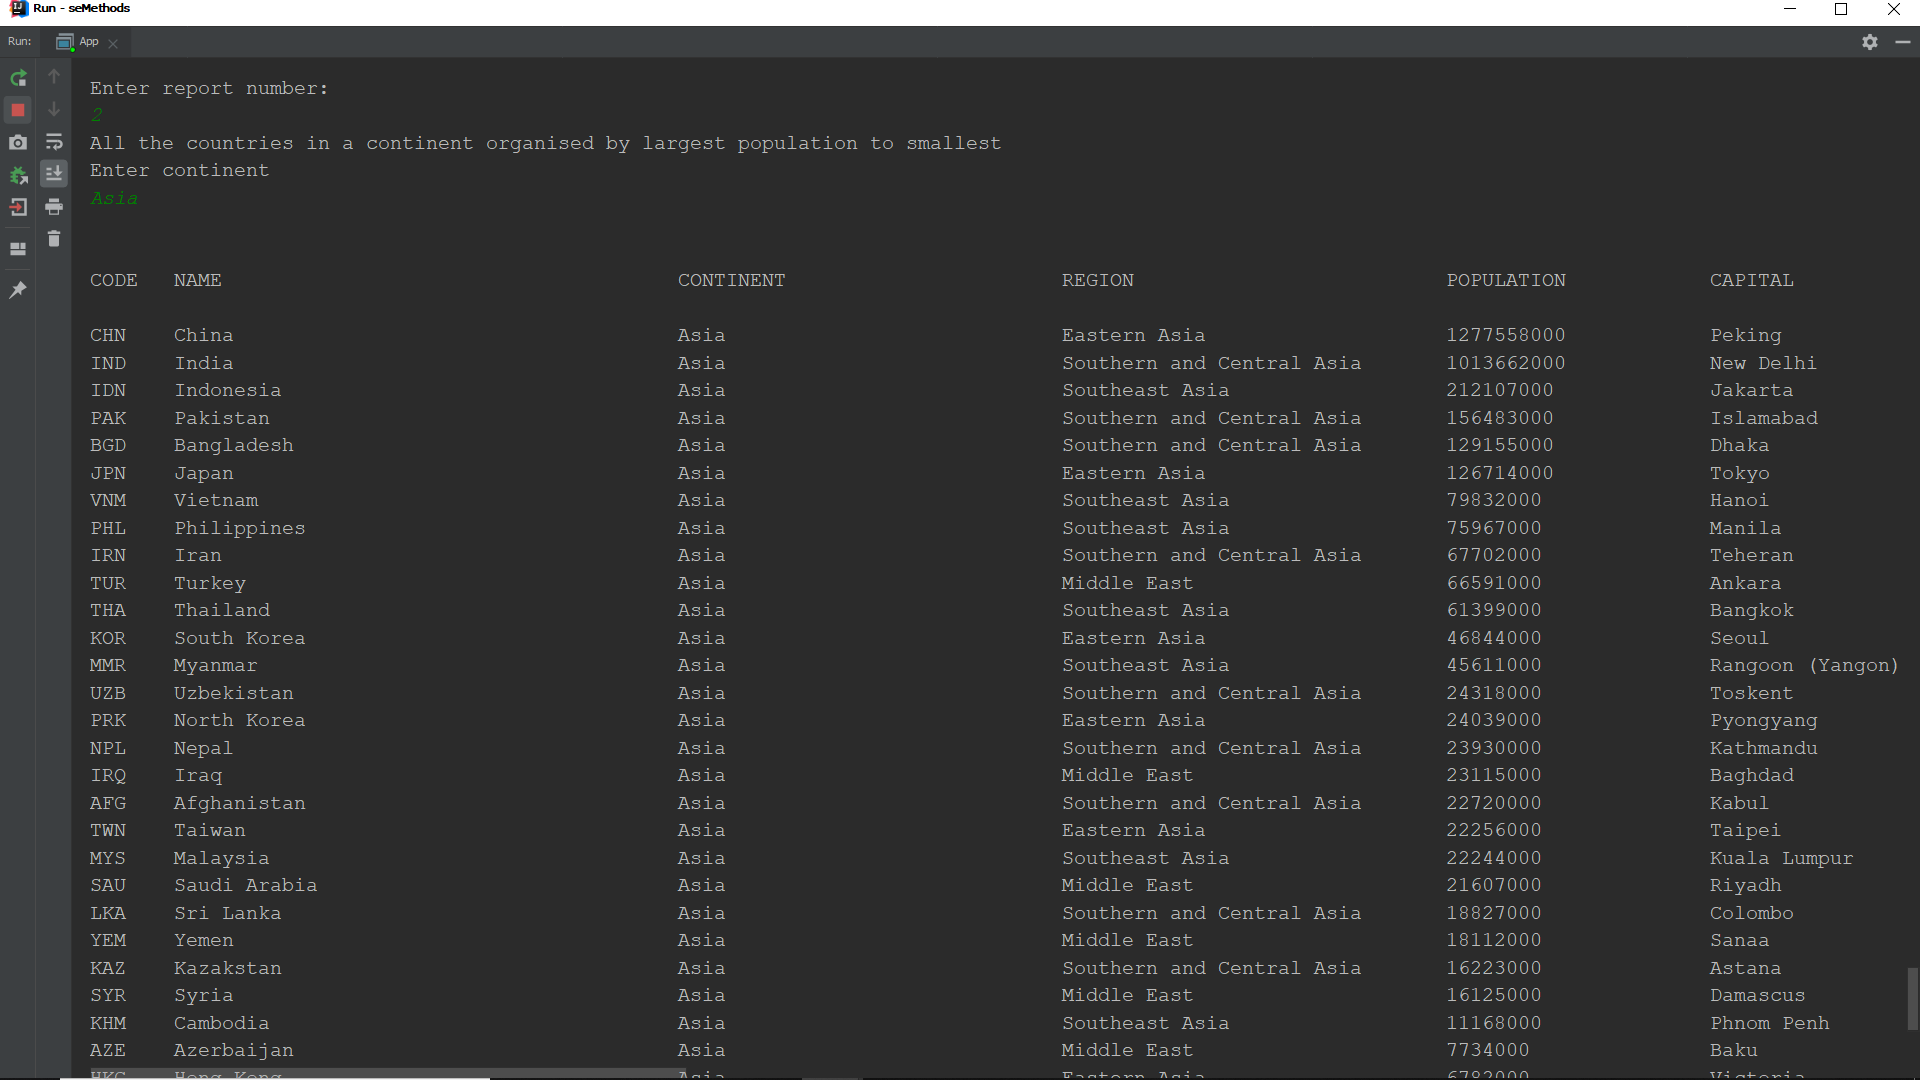 Run - seMethods
Run: App
Enter report number:
2
All the countries in a continent organised by largest population to smallest
Enter continent
Asia
CODE NAME CONTINENT REGION POPULATION CAPITAL
CHN China Asia Eastern Asia 1277558000 Peking
IND India Asia Southern and Central Asia 1013662000 New Delhi
IDN Indonesia Asia Southeast Asia 212107000 Jakarta
PAK Pakistan Asia Southern and Central Asia 156483000 Islamabad
BGD Bangladesh Asia Southern and Central Asia 129155000 Dhaka
JPN Japan Asia Eastern Asia 126714000 Tokyo
VNM Vietnam Asia Southeast Asia 79832000 Hanoi
PHL Philippines Asia Southeast Asia 75967000 Manila
IRN Iran Asia Southern and Central Asia 67702000 Teheran
TUR Turkey Asia Middle East 66591000 Ankara
THA Thailand Asia Southeast Asia 61399000 Bangkok
KOR South Korea Asia Eastern Asia 46844000 Seoul
MMR Myanmar Asia Southeast Asia 45611000 Rangoon (Yangon)
UZB Uzbekistan Asia Southern and Central Asia 24318000 Toskent
PRK North Korea Asia Eastern Asia 24039000 Pyongyang
NPL Nepal Asia Southern and Central Asia 23930000 Kathmandu
IRQ Iraq Asia Middle East 23115000 Baghdad
AFG Afghanistan Asia Southern and Central Asia 22720000 Kabul
TWN Taiwan Asia Eastern Asia 22256000 Taipei
MYS Malaysia Asia Southeast Asia 22244000 Kuala Lumpur
SAU Saudi Arabia Asia Middle East 21607000 Riyadh
LKA Sri Lanka Asia Southern and Central Asia 18827000 Colombo
YEM Yemen Asia Middle East 18112000 Sanaa
KAZ Kazakstan Asia Southern and Central Asia 16223000 Astana
SYR Syria Asia Middle East 16125000 Damascus
KHM Cambodia Asia Southeast Asia 11168000 Phnom Penh
AZE Azerbaijan Asia Middle East 7734000 Baku
HKG Hong Kong Asia Eastern Asia 6782000 Victoria